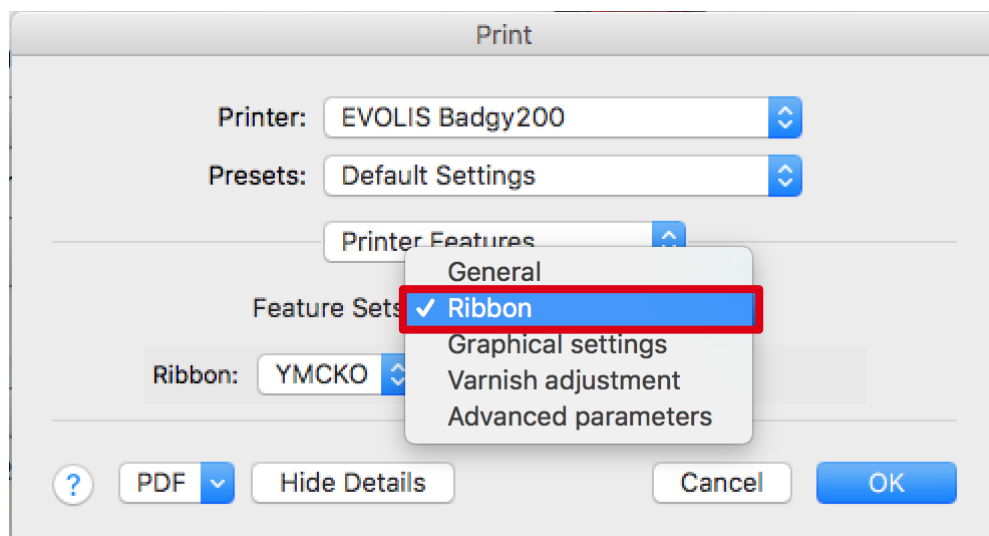 Print
Printer: EVOLIS Badgy200
Presets: Default Settings
Printer Features
General
Feature Sets ✓ Ribbon
Graphical settings
Ribbon: YMCKO
Varnish adjustment
Advanced parameters
? PDF Hide Details Cancel OK